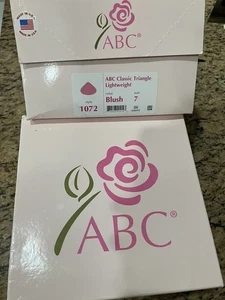 ABC®
ABC Classic Triangle
Lightweight
1072
Blush
7
ABC®